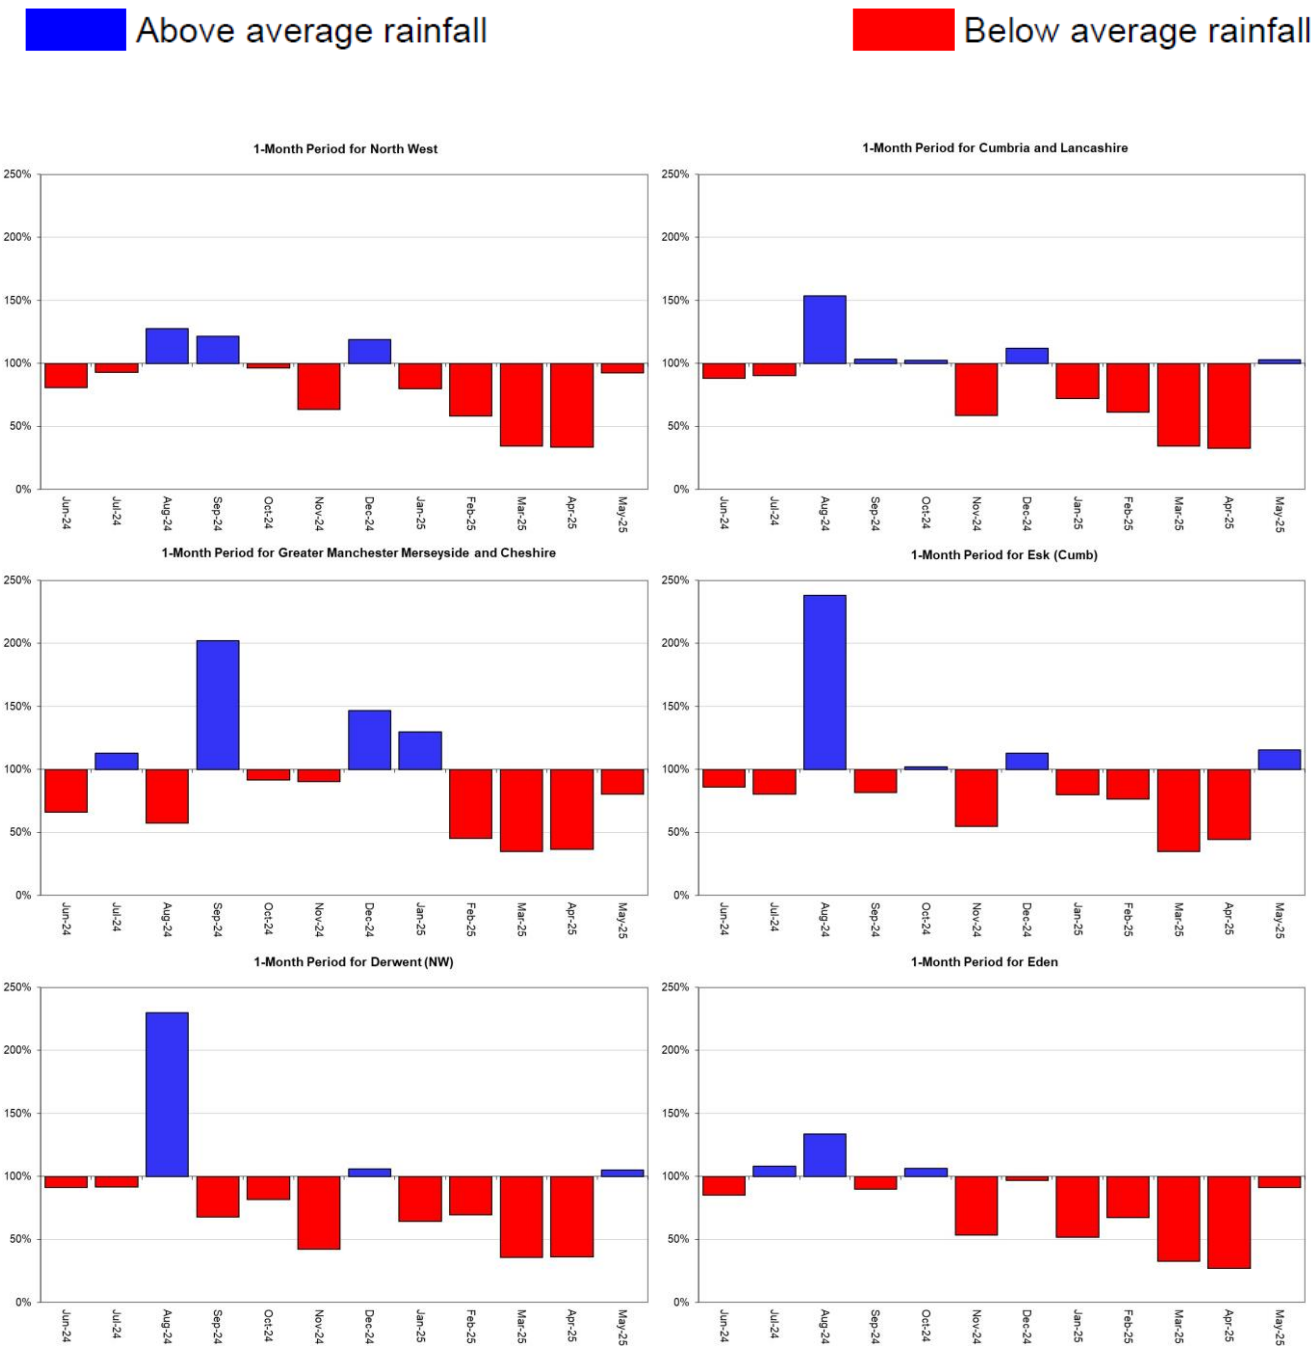 Above average rainfall
Below average rainfall
1-Month Period for North West
250%
200%
150%
100%
50%
0%
Jun-24
Jul-24
Aug-24
Sep-24
Oct-24
Nov-24
Dec-24
Jan-25
Feb-25
Mar-25
Apr-25
May-25
1-Month Period for Cumbria and Lancashire
250%
200%
150%
100%
50%
0%
Jun-24
Jul-24
Aug-24
Sep-24
Oct-24
Nov-24
Dec-24
Jan-25
Feb-25
Mar-25
Apr-25
May-25
1-Month Period for Greater Manchester Merseyside and Cheshire
250%
200%
150%
100%
50%
0%
Jun-24
Jul-24
Aug-24
Sep-24
Oct-24
Nov-24
Dec-24
Jan-25
Feb-25
Mar-25
Apr-25
May-25
1-Month Period for Esk (Cumb)
250%
200%
150%
100%
50%
0%
Jun-24
Jul-24
Aug-24
Sep-24
Oct-24
Nov-24
Dec-24
Jan-25
Feb-25
Mar-25
Apr-25
May-25
1-Month Period for Derwent (NW)
250%
200%
150%
100%
50%
0%
Jun-24
Jul-24
Aug-24
Sep-24
Oct-24
Nov-24
Dec-24
Jan-25
Feb-25
Mar-25
Apr-25
May-25
1-Month Period for Eden
250%
200%
150%
100%
50%
0%
Jun-24
Jul-24
Aug-24
Sep-24
Oct-24
Nov-24
Dec-24
Jan-25
Feb-25
Mar-25
Apr-25
May-25